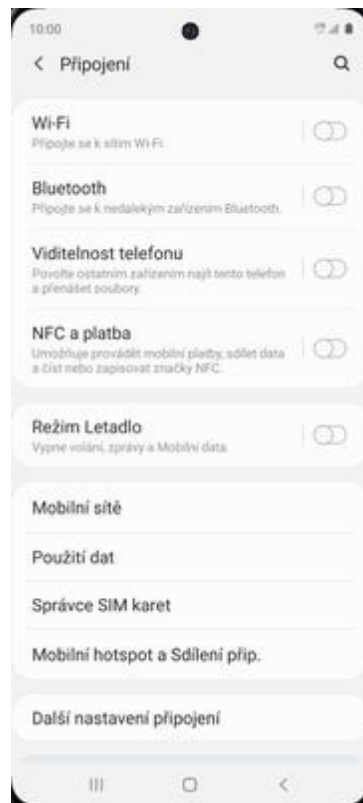 10:00
Připojení
Wi-Fi
Připojte se k sítím Wi-Fi.
Bluetooth
Připojte se k nedalekým zařízením Bluetooth.
Viditelnost telefonu
Povolte ostatním zařízením najít tento telefon
a přenášet soubory.
NFC a platba
Umožňuje provádět mobilní platby, sdílet data
a číst nebo zapisovat značky NFC.
Režim Letadlo
Vypne volání, zprávy a Mobilní data.
Mobilní sítě
Použití dat
Správce SIM karet
Mobilní hotspot a Sdílení přip.
Další nastavení připojení